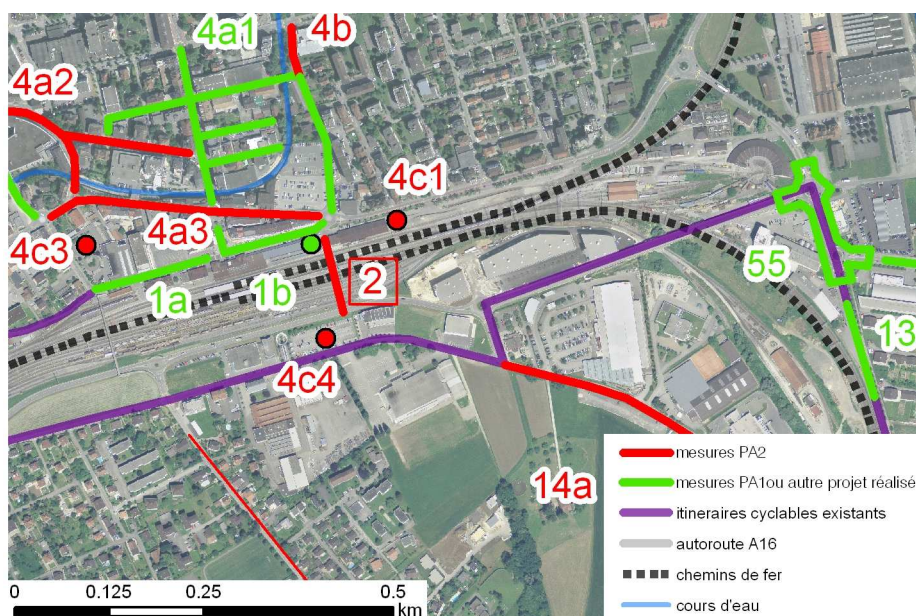 4a1
4b
4a2
4c1
4c3
4a3
55
1a
1b
2
13
4c4
14a
mesures PA2
mesures PA1ou autre projet réalisé
itineraires cyclables existants
autoroute A16
chemins de fer
cours d'eau
0 0.125 0.25 0.5
km